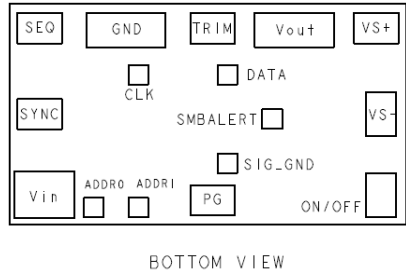 SEQ GND TRIM Vout VS+
CLK DATA
SYNC SMBALERT VS-
SIG_GND
Vin ADDR0 ADDR1 PG ON/OFF
BOTTOM VIEW